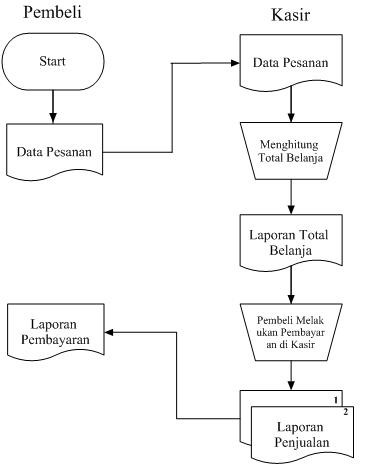 Pembeli
Kasir
Start
Data Pesanan
Data Pesanan
Menghitung
Total Belanja
Laporan Total
Belanja
Pembeli Melak
ukan Pembayar
an di Kasir
Laporan
Pembayaran
1
2
Laporan
Penjualan